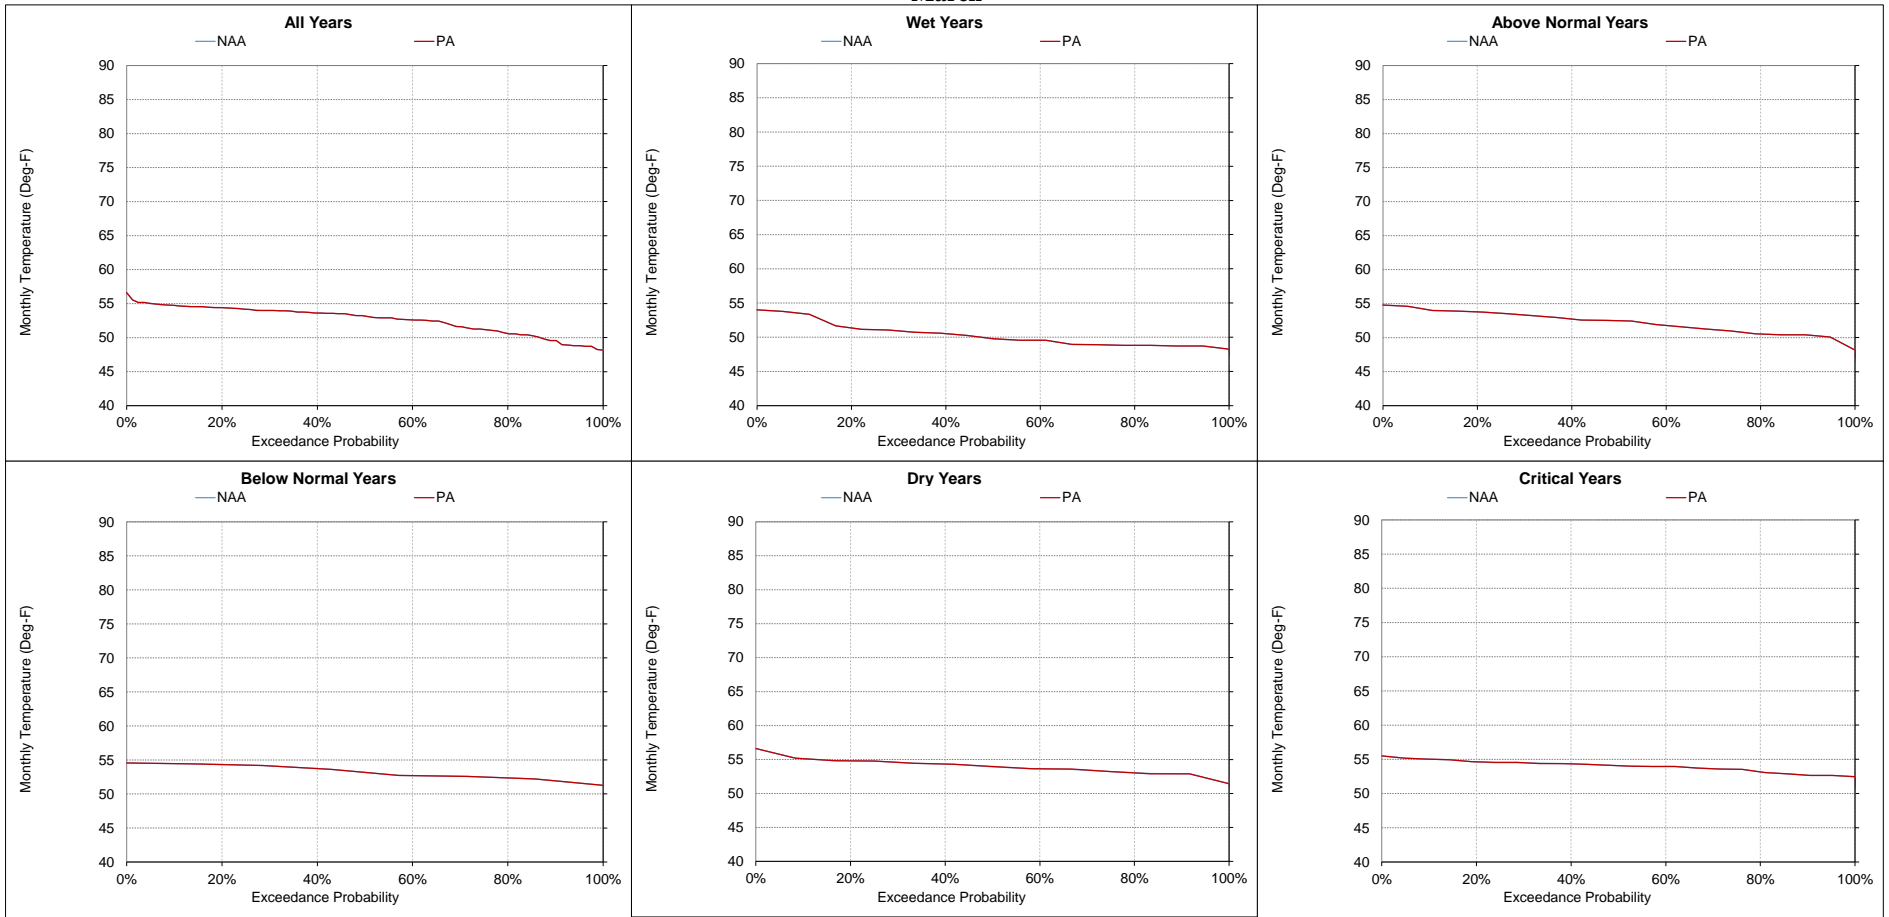 All Years
NAA PA
90
85
80
75
70
65
60
55
50
45
40
0% 20% 40% 60% 80% 100%
Monthly Temperature (Deg-F)
Exceedance Probability
Wet Years
NAA PA
90
85
80
75
70
65
60
55
50
45
40
0% 20% 40% 60% 80% 100%
Monthly Temperature (Deg-F)
Exceedance Probability
Above Normal Years
NAA PA
90
85
80
75
70
65
60
55
50
45
40
0% 20% 40% 60% 80% 100%
Monthly Temperature (Deg-F)
Exceedance Probability
Below Normal Years
NAA PA
90
85
80
75
70
65
60
55
50
45
40
0% 20% 40% 60% 80% 100%
Monthly Temperature (Deg-F)
Exceedance Probability
Dry Years
NAA PA
90
85
80
75
70
65
60
55
50
45
40
0% 20% 40% 60% 80% 100%
Monthly Temperature (Deg-F)
Exceedance Probability
Critical Years
NAA PA
90
85
80
75
70
65
60
55
50
45
40
0% 20% 40% 60% 80% 100%
Monthly Temperature (Deg-F)
Exceedance Probability